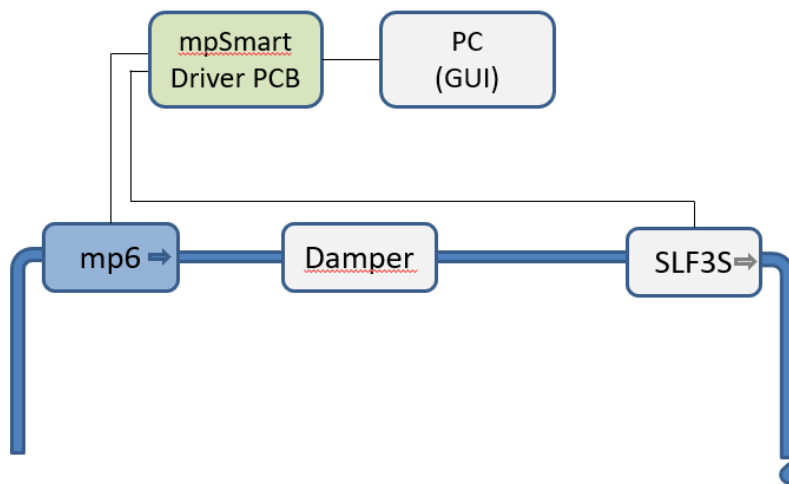 mpSmart
Driver PCB
PC
(GUI)
mp6
Damper
SLF3S